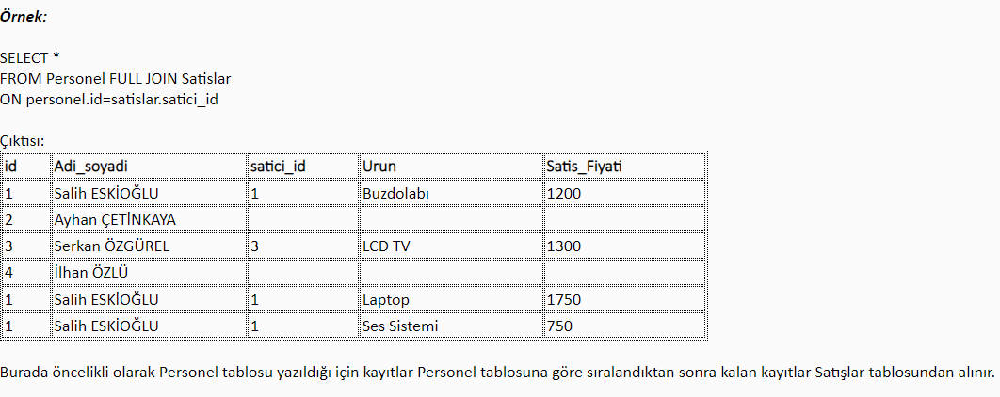 Örnek:
SELECT *
FROM Personel FULL JOIN Satislar
ON personel.id=satislar.satici_id
Çıktısı:
id Adi_soyadi satici_id Urun Satis_Fiyati
1 Salih ESKİOĞLU 1 Buzdolabı 1200
2 Ayhan ÇETİNKAYA
3 Serkan ÖZGÜREL 3 LCD TV 1300
4 İlhan ÖZLÜ
1 Salih ESKİOĞLU 1 Laptop 1750
1 Salih ESKİOĞLU 1 Ses Sistemi 750
Burada öncelikli olarak Personel tablosu yazıldığı için kayıtlar Personel tablosuna göre sıralandıktan sonra kalan kayıtlar Satışlar tablosundan alınır.